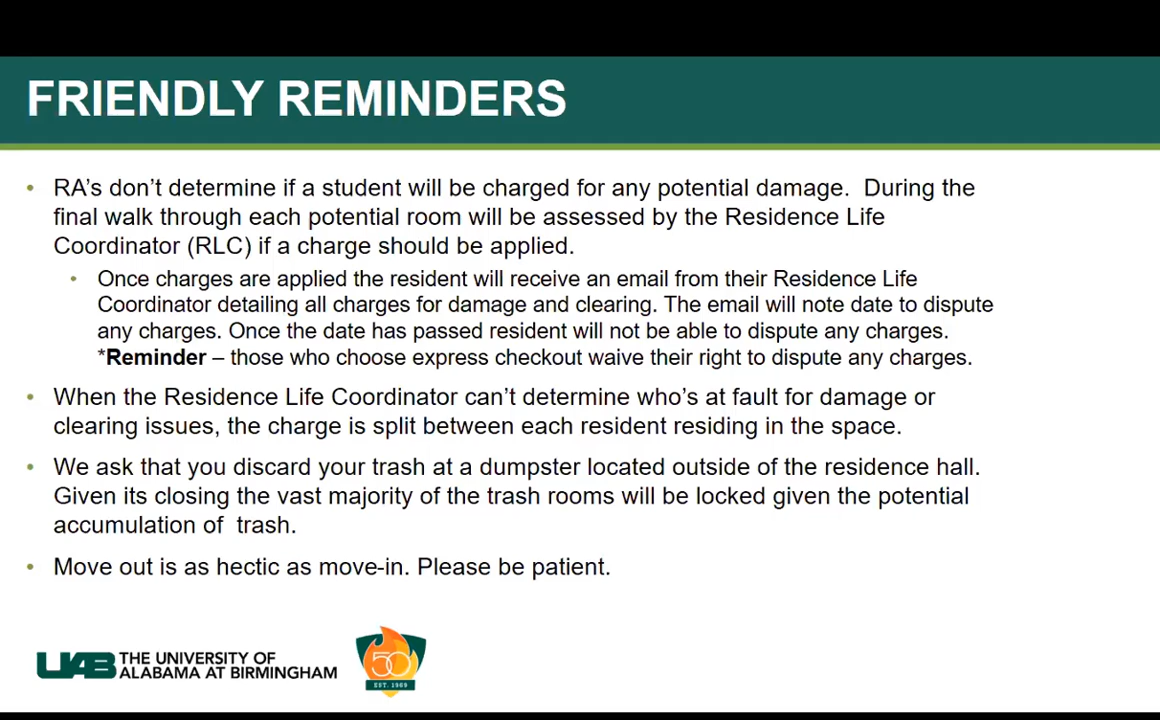 FRIENDLY REMINDERS
• RA’s don’t determine if a student will be charged for any potential damage.  During the
final walk through each potential room will be assessed by the Residence Life
Coordinator (RLC) if a charge should be applied.
• Once charges are applied the resident will receive an email from their Residence Life
Coordinator detailing all charges for damage and clearing. The email will note date to dispute
any charges. Once the date has passed resident will not be able to dispute any charges.
*Reminder – those who choose express checkout waive their right to dispute any charges.
• When the Residence Life Coordinator can’t determine who’s at fault for damage or
clearing issues, the charge is split between each resident residing in the space.
• We ask that you discard your trash at a dumpster located outside of the residence hall.
Given its closing the vast majority of the trash rooms will be locked given the potential
accumulation of  trash.
• Move out is as hectic as move-in. Please be patient.
UAB THE UNIVERSITY OF
ALABAMA AT BIRMINGHAM
50
EST. 1969